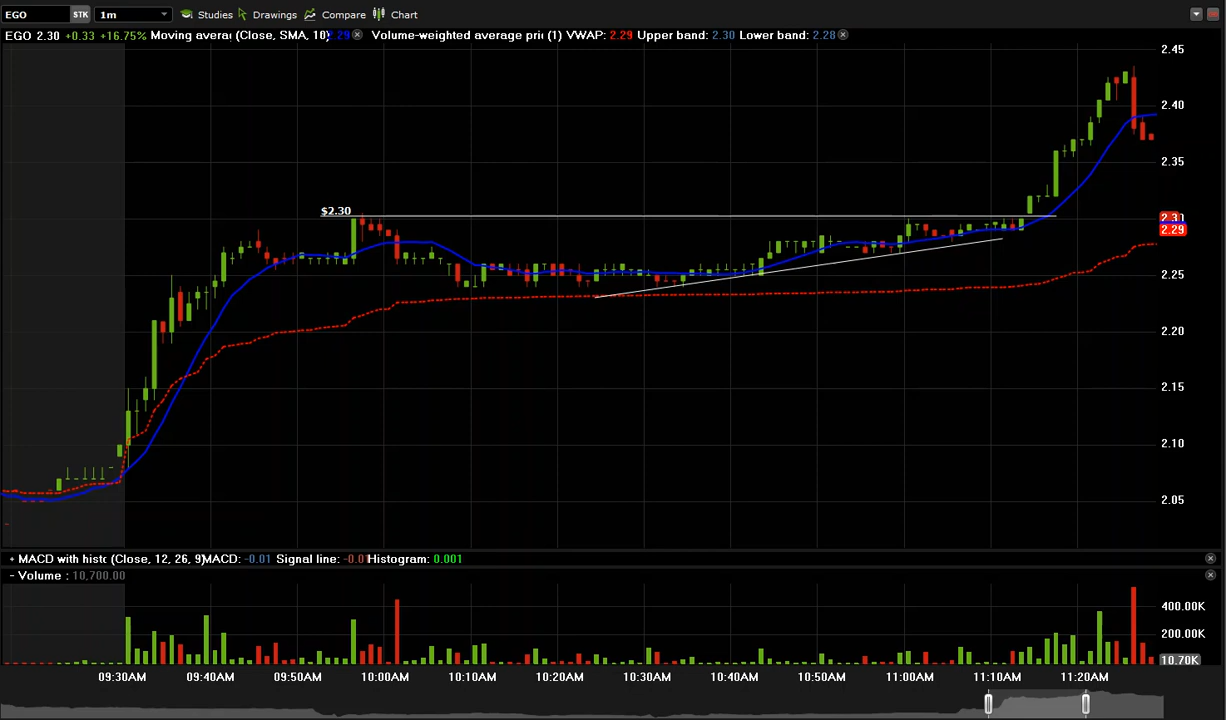 EGO STK 1m Studies Drawings Compare Chart
EGO 2.30 +0.33 +16.75% Moving averaı (Close, SMA, 10) 2.29 Volume-weighted average pri (1) VWAP: 2.29 Upper band: 2.30 Lower band: 2.28
2.45
2.40
2.35
$2.30
2.30
2.29
2.25
2.20
2.15
2.10
2.05
+ MACD with histc (Close, 12, 26, 9) MACD: -0.01 Signal line: -0.01 Histogram: 0.001
- Volume : 10,700.00
400.00K
200.00K
10.70K
09:30AM 09:40AM 09:50AM 10:00AM 10:10AM 10:20AM 10:30AM 10:40AM 10:50AM 11:00AM 11:10AM 11:20AM